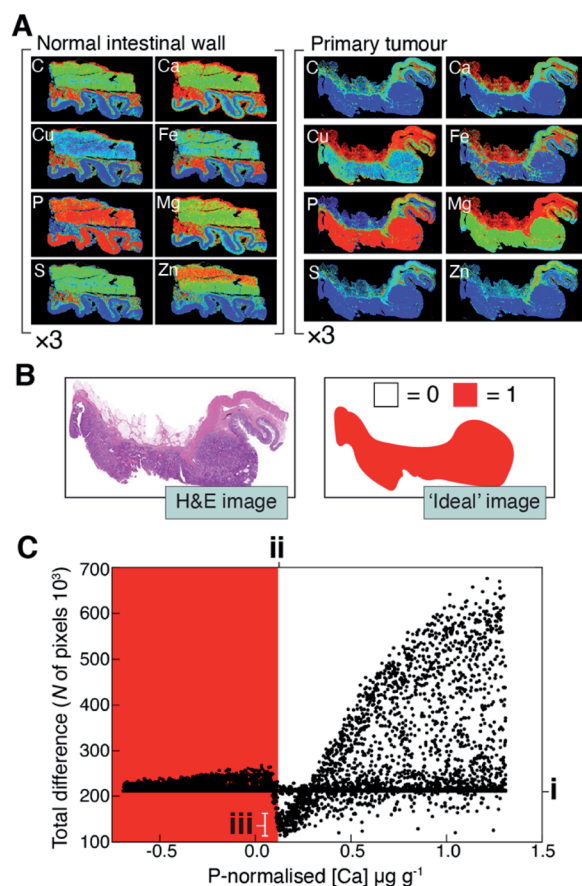 A
Normal intestinal wall
Primary tumour
C Ca
Cu Fe
P Mg
S Zn
×3
C Ca
Cu Fe
P Mg
S Zn
×3
B
H&E image
= 0 = 1
'Ideal' image
C
ii
700
600
500
400
300
200
100
Total difference (N of pixels 10³)
i
iii
-0.5 0.0 0.5 1.0 1.5
P-normalised [Ca] µg g⁻¹